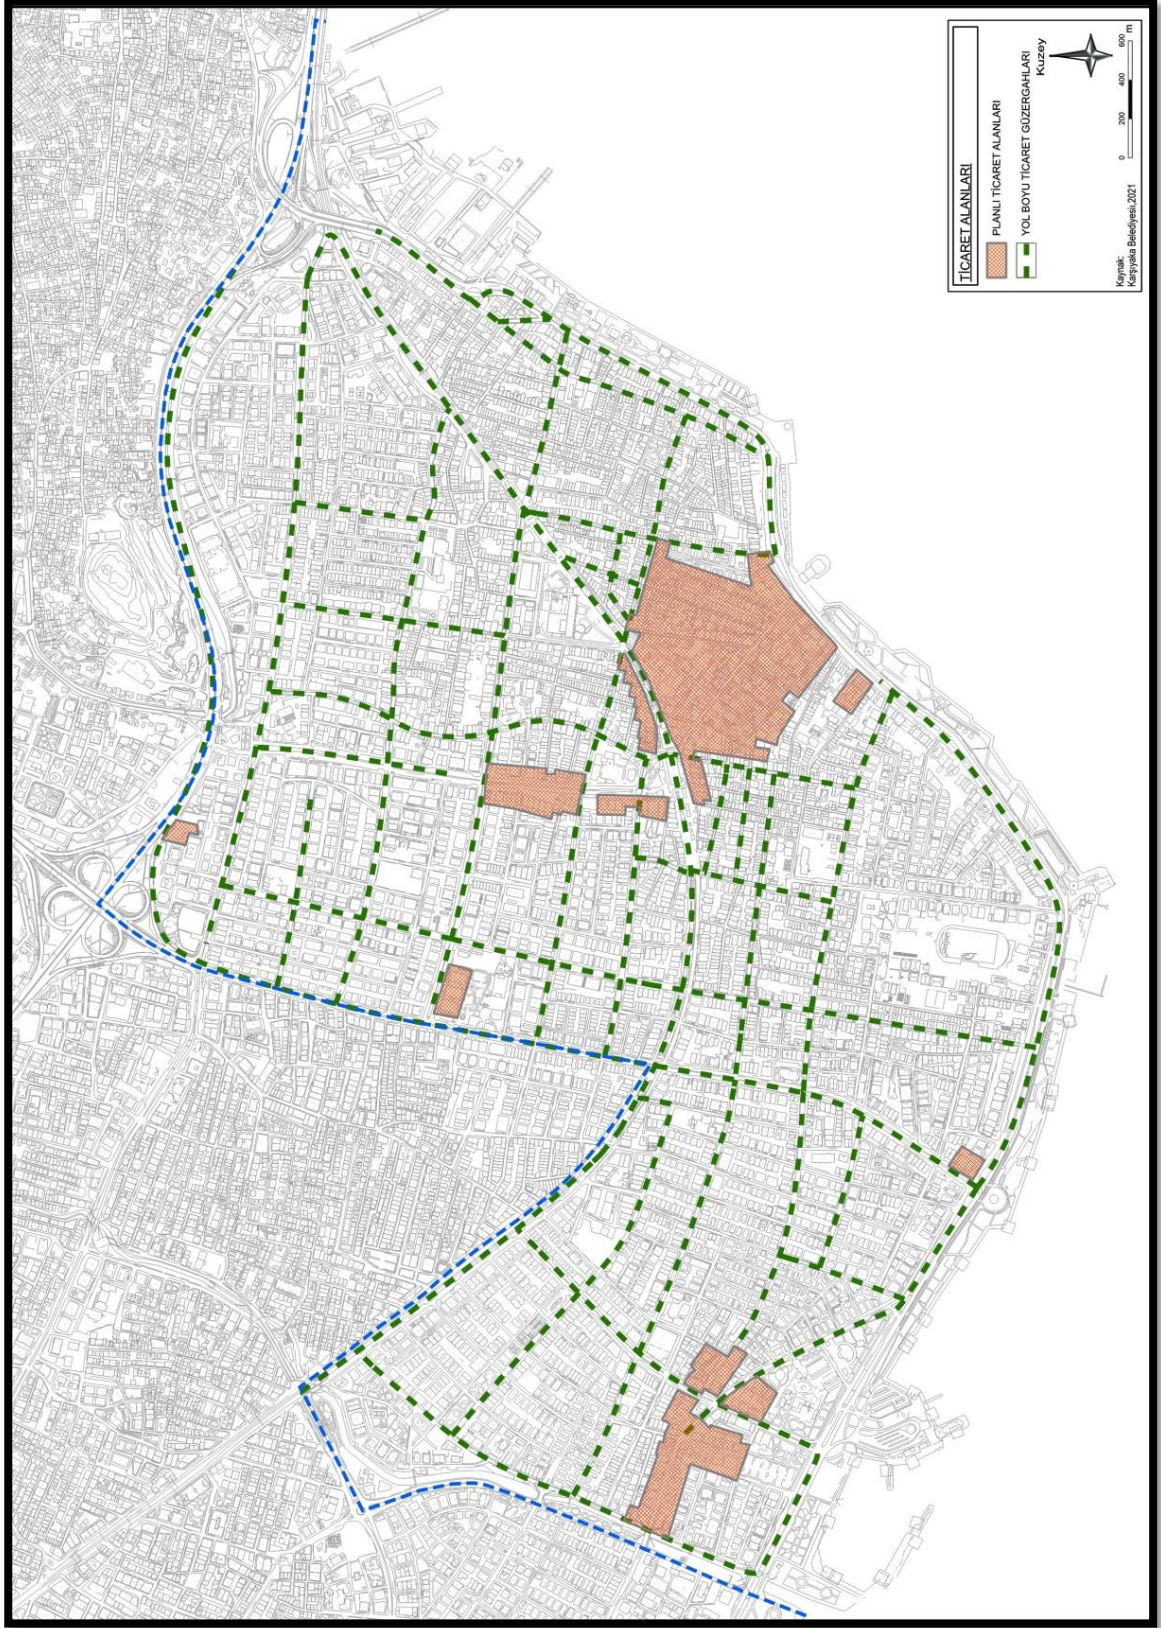 TİCARET ALANLARI
PLANLI TİCARET ALANLARI
YOL BOYU TİCARET GÜZERGAHLARI
Kuzey
0 200 400 600
m
Kaynak:
Karşıyaka Belediyesi,2021